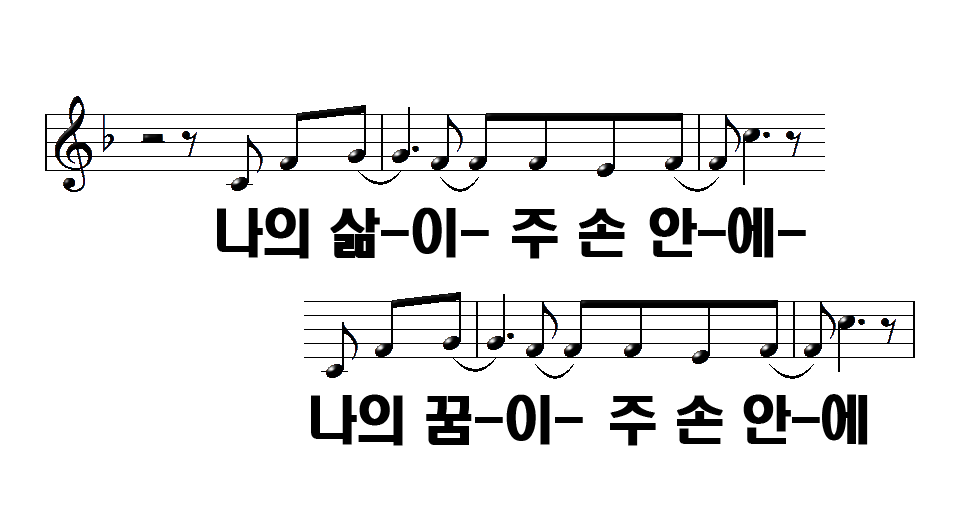 나의 삶-이- 주 손 안-에-
나의 꿈-이- 주 손 안-에